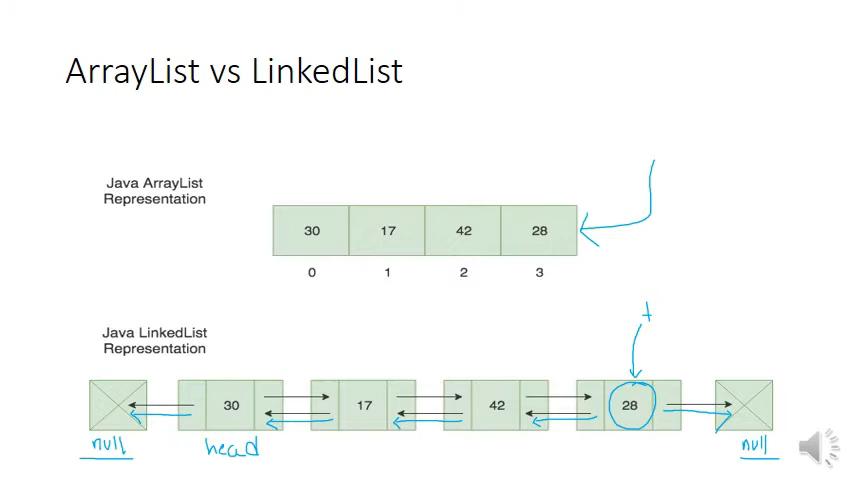 ArrayList vs LinkedList
Java ArrayList
Representation
30 17 42 28
0 1 2 3
Java LinkedList
Representation
t
30 17 42 28
null head null